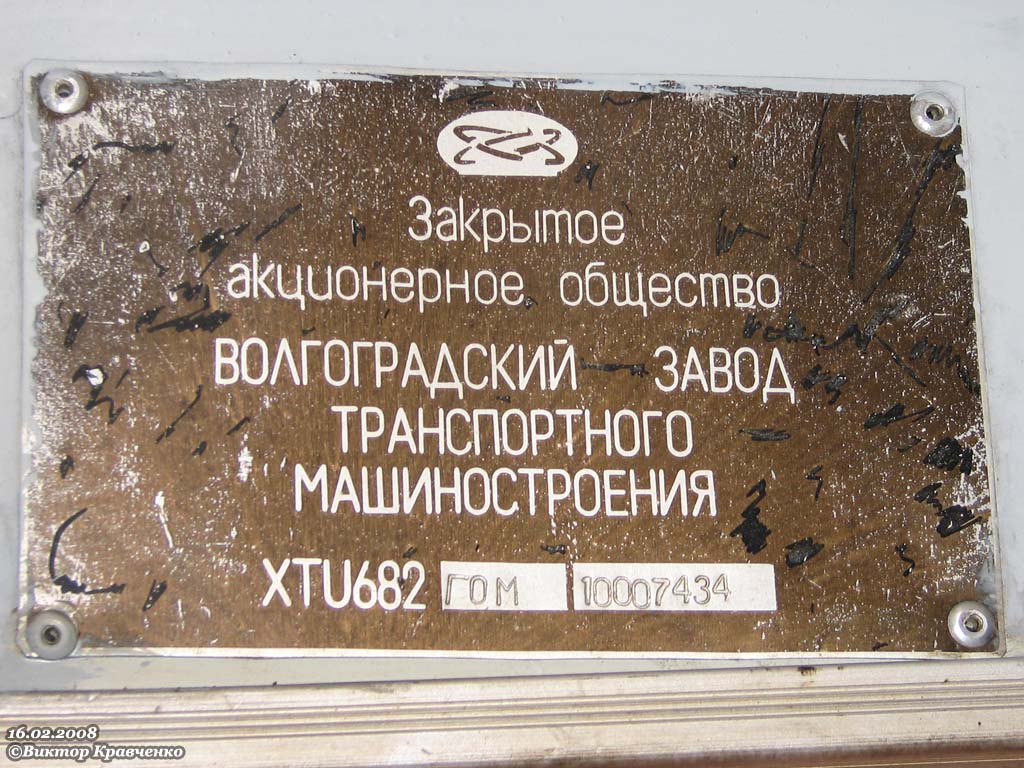 Закрытое
акционерное общество
ВОЛГОГРАДСКИЙ ЗАВОД
ТРАНСПОРТНОГО
МАШИНОСТРОЕНИЯ
XTU682 ГОМ 10007434
16.02.2008
©Виктор Кравченко